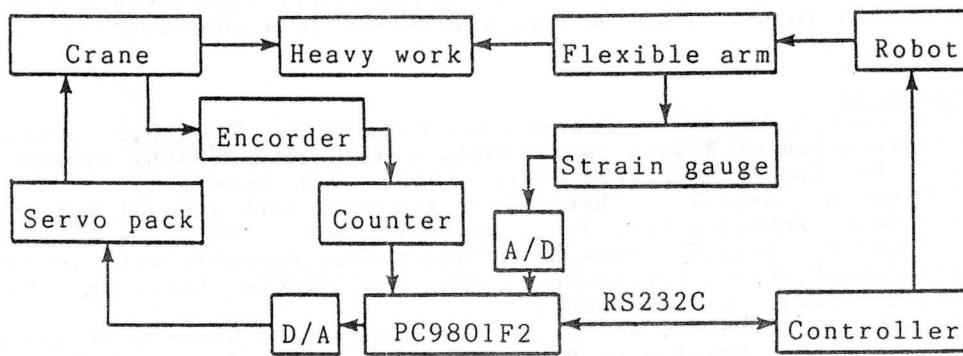 Crane
Heavy work
Flexible arm
Robot
Encorder
Strain gauge
Servo pack
Counter
A/D
RS232C
D/A
PC9801F2
Controller